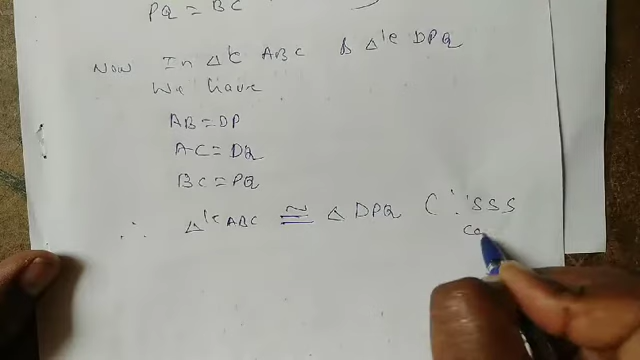 PQ = BC
Now In Δle ABC & Δle DPQ
We have
AB = DP
AC = DQ
BC = PQ
∴ Δle ABC ≅ Δ DPQ (∵ SSS
Co